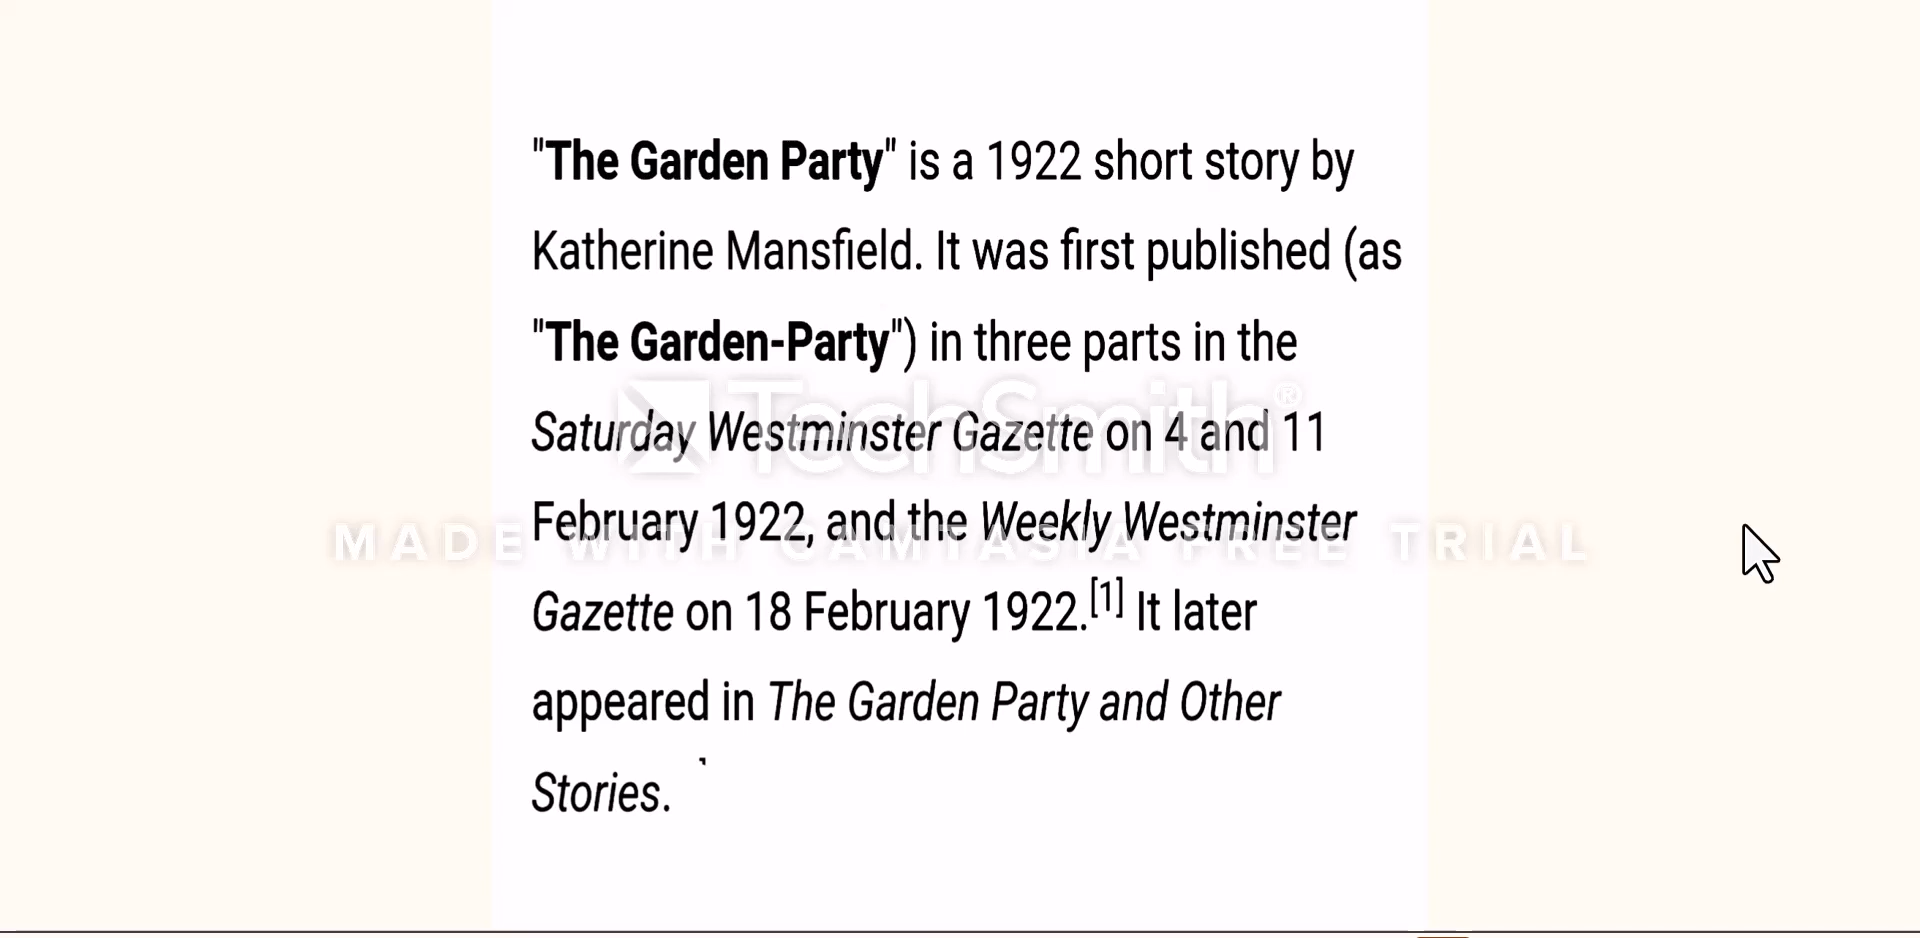 "The Garden Party" is a 1922 short story by
Katherine Mansfield. It was first published (as
"The Garden-Party") in three parts in the
TechSmith®
Saturday Westminster Gazette on 4 and 11
February 1922, and the Weekly Westminster
MADE WITH CAMTASIA FREE TRIAL
Gazette on 18 February 1922.[1] It later
appeared in The Garden Party and Other
Stories.